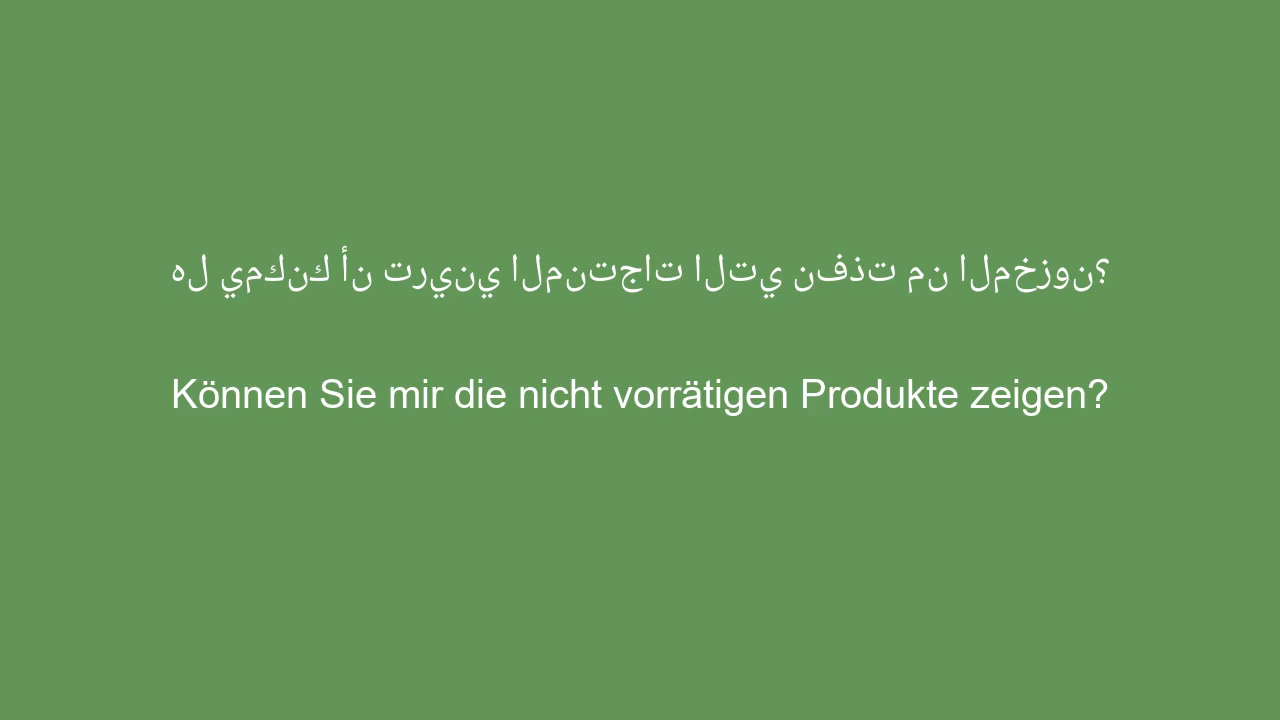 هل يمكنك أن تريني المنتجات التي نفذت من المخزون؟
Können Sie mir die nicht vorrätigen Produkte zeigen?